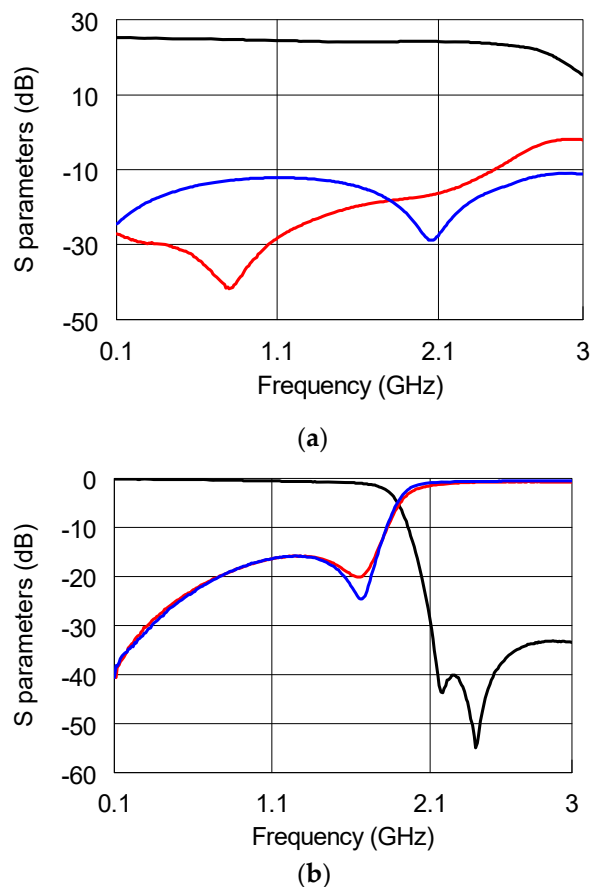 30
10
-10
-30
-50
S parameters (dB)
0.1 1.1 2.1 3
Frequency (GHz)
(a)
0
-10
-20
-30
-40
-50
-60
S parameters (dB)
0.1 1.1 2.1 3
Frequency (GHz)
(b)